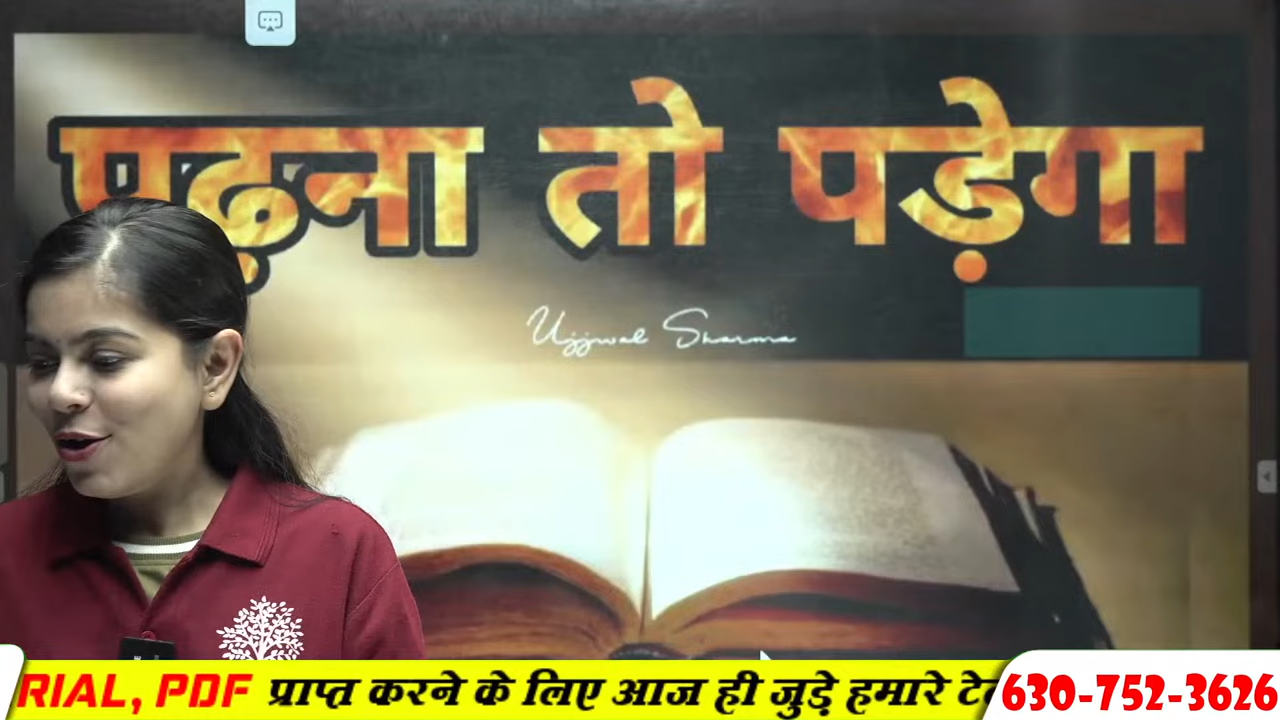 पढ़ना तो पड़ेगा
Ujjwal Sharma
RIAL, PDF प्राप्त करने के लिए आज ही जुड़े हमारे
630-752-3626